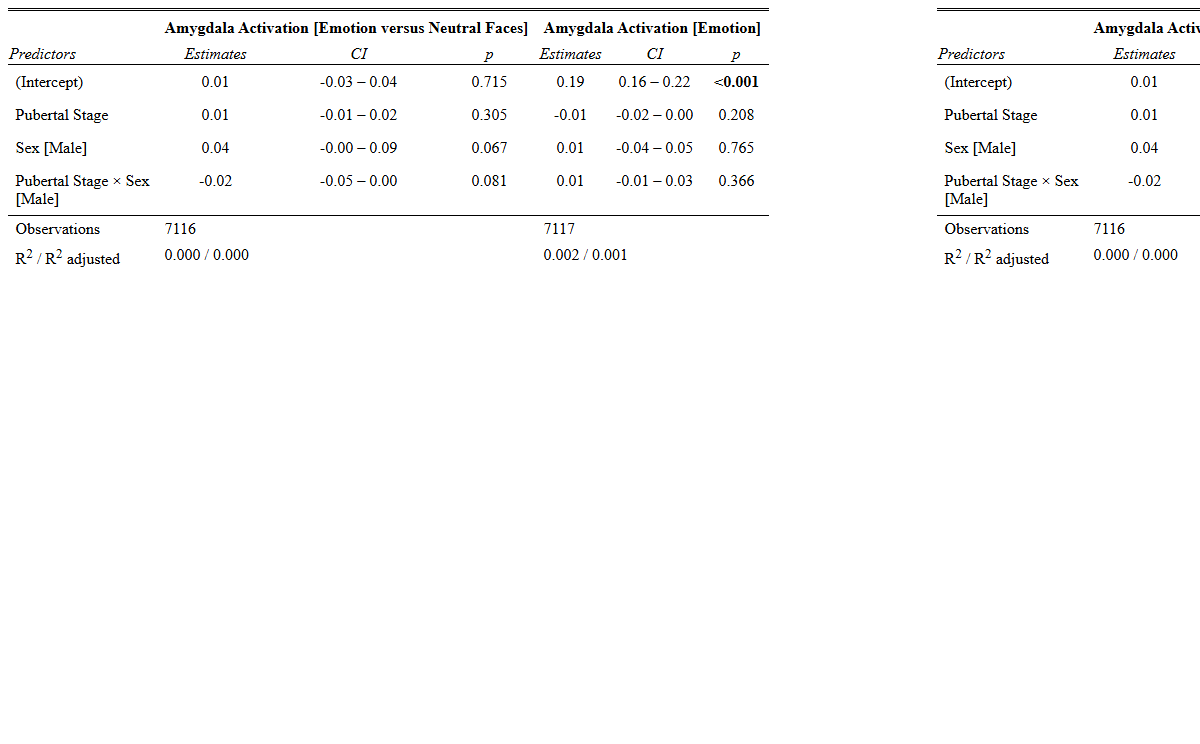 Amygdala Activation [Emotion versus Neutral Faces] Amygdala Activation [Emotion]
Predictors Estimates CI p Estimates CI p
(Intercept) 0.01 -0.03 – 0.04 0.715 0.19 0.16 – 0.22 <0.001
Pubertal Stage 0.01 -0.01 – 0.02 0.305 -0.01 -0.02 – 0.00 0.208
Sex [Male] 0.04 -0.00 – 0.09 0.067 0.01 -0.04 – 0.05 0.765
Pubertal Stage × Sex -0.02 -0.05 – 0.00 0.081 0.01 -0.01 – 0.03 0.366
[Male]
Observations 7116 7117
R2 / R2 adjusted 0.000 / 0.000 0.002 / 0.001
Amygdala
Predictors Estimates
(Intercept) 0.01
Pubertal Stage 0.01
Sex [Male] 0.04
Pubertal Stage × Sex -0.02
[Male]
Observations 7116
R2 / R2 adjusted 0.000 / 0.000